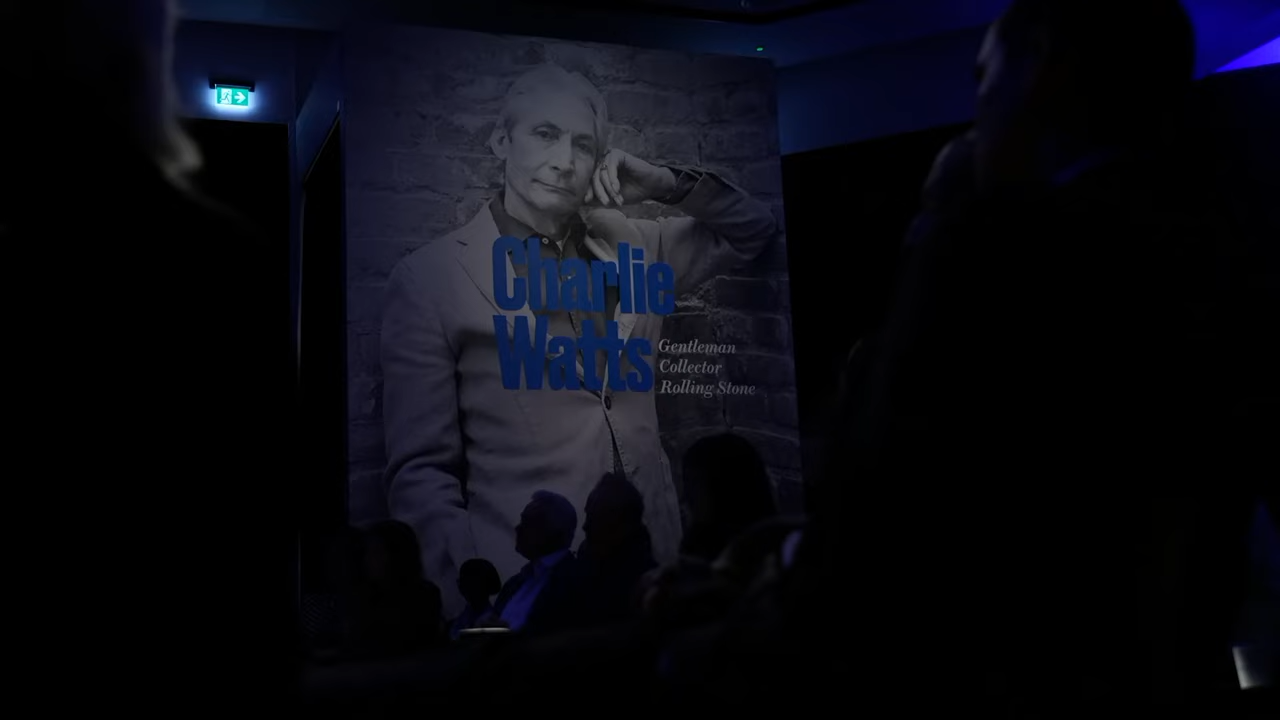 Charlie
Watts
Gentleman
Collector
Rolling Stone